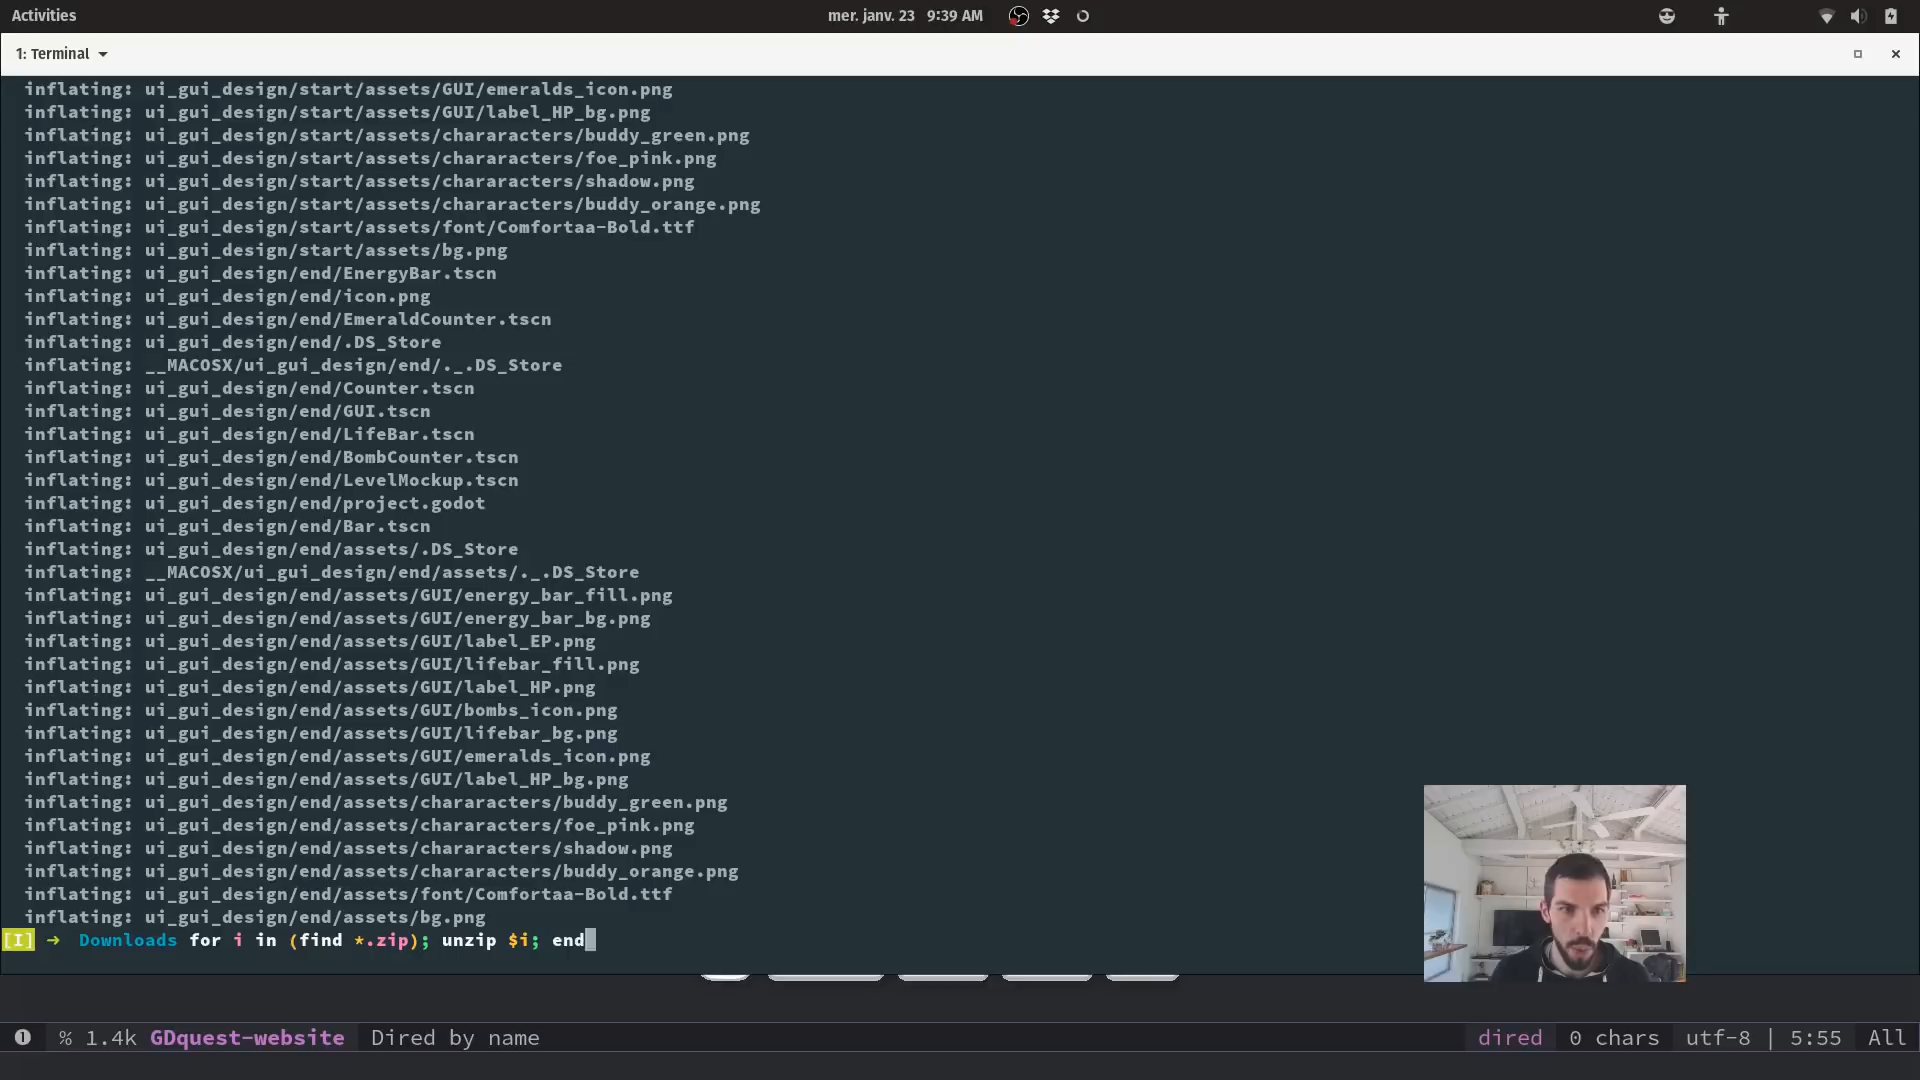 Activities
mer. janv. 23 9:39 AM
1: Terminal
inflating: ui_gui_design/start/assets/GUI/emeralds_icon.png
inflating: ui_gui_design/start/assets/GUI/label_HP_bg.png
inflating: ui_gui_design/start/assets/chararacters/buddy_green.png
inflating: ui_gui_design/start/assets/chararacters/foe_pink.png
inflating: ui_gui_design/start/assets/chararacters/shadow.png
inflating: ui_gui_design/start/assets/chararacters/buddy_orange.png
inflating: ui_gui_design/start/assets/font/Comfortaa-Bold.ttf
inflating: ui_gui_design/start/assets/bg.png
inflating: ui_gui_design/end/EnergyBar.tscn
inflating: ui_gui_design/end/icon.png
inflating: ui_gui_design/end/EmeraldCounter.tscn
inflating: ui_gui_design/end/.DS_Store
inflating: __MACOSX/ui_gui_design/end/._.DS_Store
inflating: ui_gui_design/end/Counter.tscn
inflating: ui_gui_design/end/GUI.tscn
inflating: ui_gui_design/end/LifeBar.tscn
inflating: ui_gui_design/end/BombCounter.tscn
inflating: ui_gui_design/end/LevelMockup.tscn
inflating: ui_gui_design/end/project.godot
inflating: ui_gui_design/end/Bar.tscn
inflating: ui_gui_design/end/assets/.DS_Store
inflating: __MACOSX/ui_gui_design/end/assets/._.DS_Store
inflating: ui_gui_design/end/assets/GUI/energy_bar_fill.png
inflating: ui_gui_design/end/assets/GUI/energy_bar_bg.png
inflating: ui_gui_design/end/assets/GUI/label_EP.png
inflating: ui_gui_design/end/assets/GUI/lifebar_fill.png
inflating: ui_gui_design/end/assets/GUI/label_HP.png
inflating: ui_gui_design/end/assets/GUI/bombs_icon.png
inflating: ui_gui_design/end/assets/GUI/lifebar_bg.png
inflating: ui_gui_design/end/assets/GUI/emeralds_icon.png
inflating: ui_gui_design/end/assets/GUI/label_HP_bg.png
inflating: ui_gui_design/end/assets/chararacters/buddy_green.png
inflating: ui_gui_design/end/assets/chararacters/foe_pink.png
inflating: ui_gui_design/end/assets/chararacters/shadow.png
inflating: ui_gui_design/end/assets/chararacters/buddy_orange.png
inflating: ui_gui_design/end/assets/font/Comfortaa-Bold.ttf
inflating: ui_gui_design/end/assets/bg.png
[I] → Downloads for i in (find *.zip); unzip $i; end
❶ % 1.4k GDquest-website Dired by name dired 0 chars utf-8 | 5:55 All